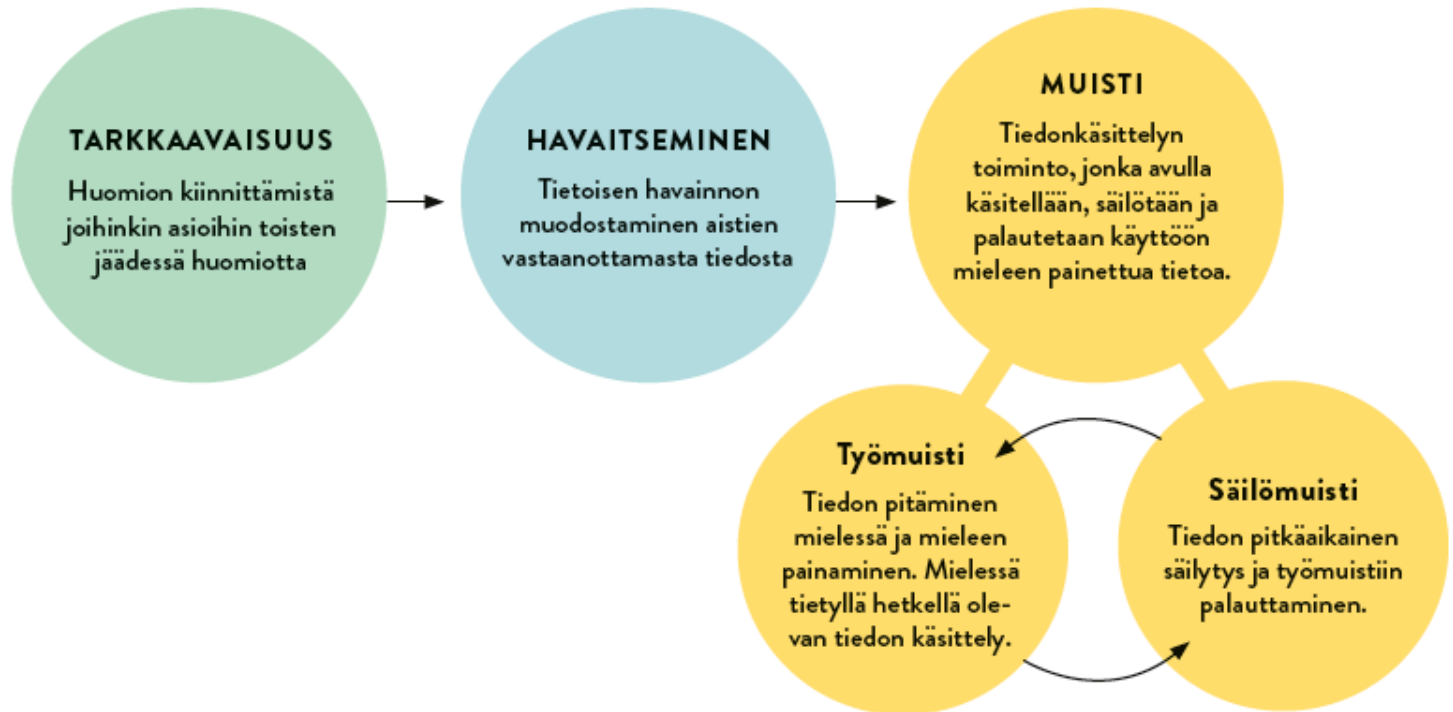 TARKKAAVAISUUS
Huomion kiinnittämistä
joihinkin asioihin toisten
jäädessä huomiotta
HAVAITSEMINEN
Tietoisen havainnon
muodostaminen aistien
vastaanottamasta tiedosta
MUISTI
Tiedonkäsittelyn
toiminto, jonka avulla
käsitellään, säilötään ja
palautetaan käyttöön
mieleen painettua tietoa.
Työmuisti
Tiedon pitäminen
mielessä ja mieleen
painaminen. Mielessä
tietyllä hetkellä ole-
van tiedon käsittely.
Säilömuisti
Tiedon pitkäaikainen
säilytys ja työmuistiin
palauttaminen.